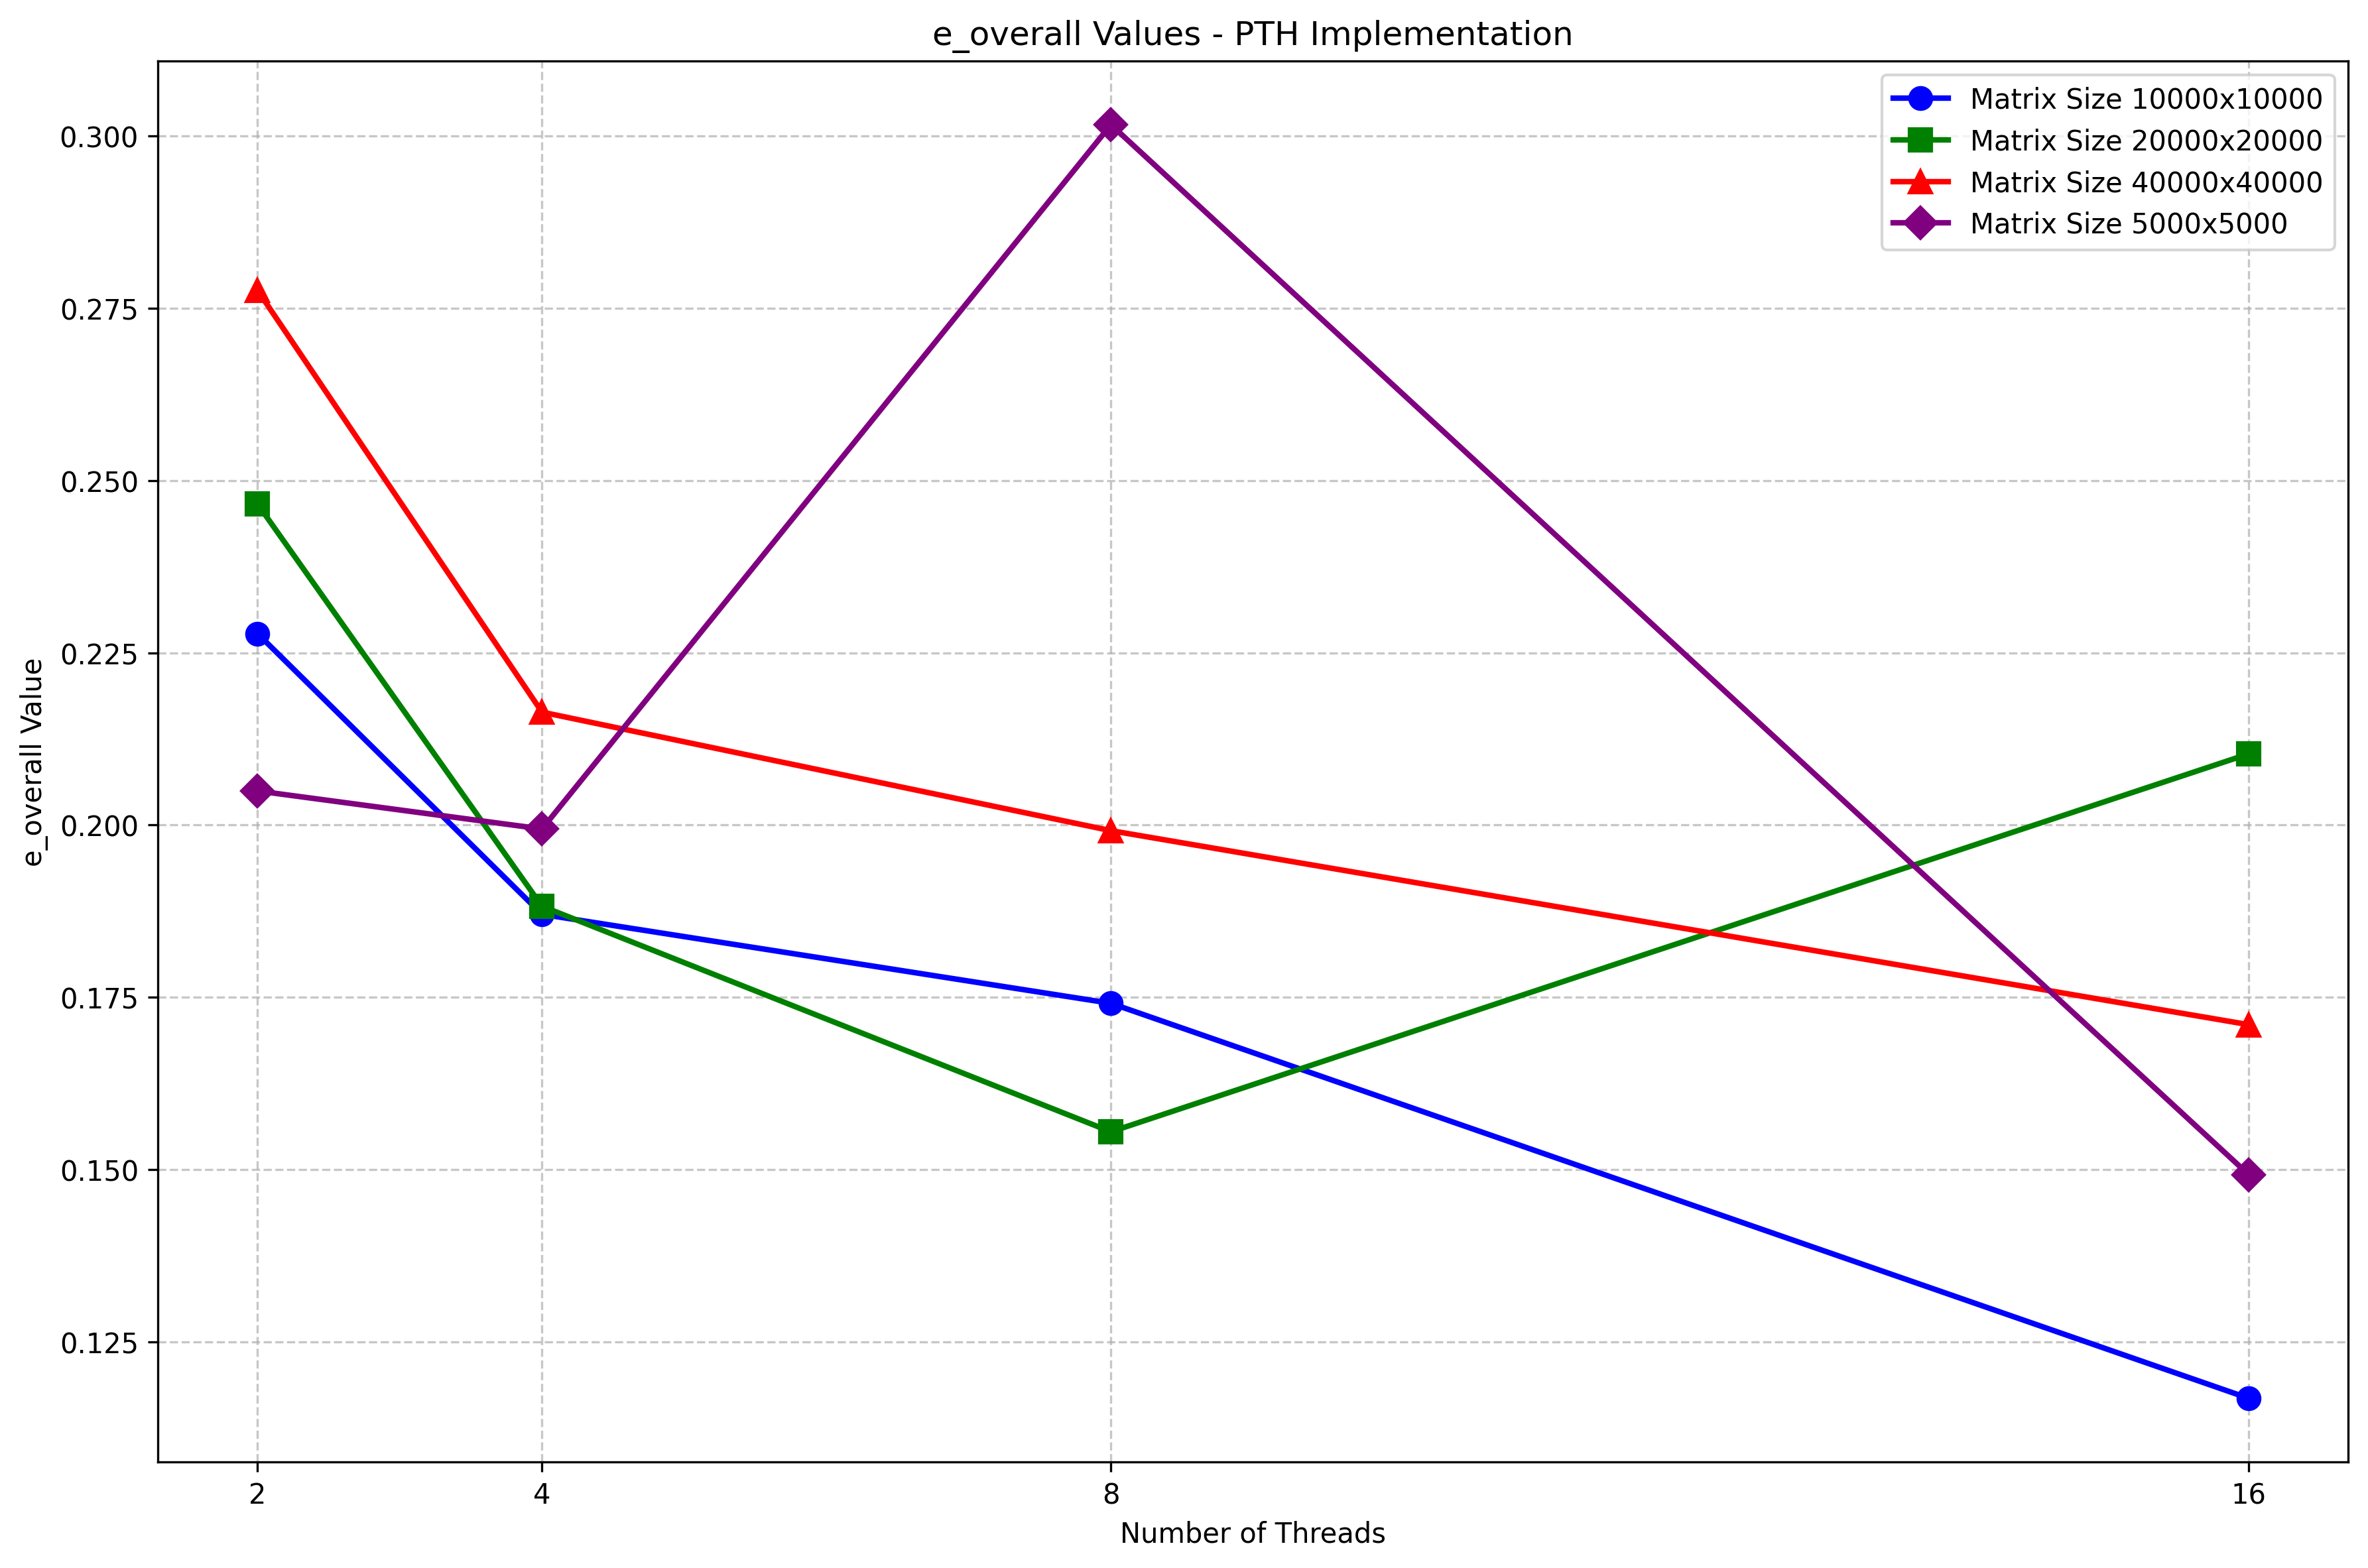 e_overall Values - PTH Implementation
Matrix Size 10000x10000
Matrix Size 20000x20000
Matrix Size 40000x40000
Matrix Size 5000x5000
e_overall Value
0.300
0.275
0.250
0.225
0.200
0.175
0.150
0.125
2 4 8 16
Number of Threads